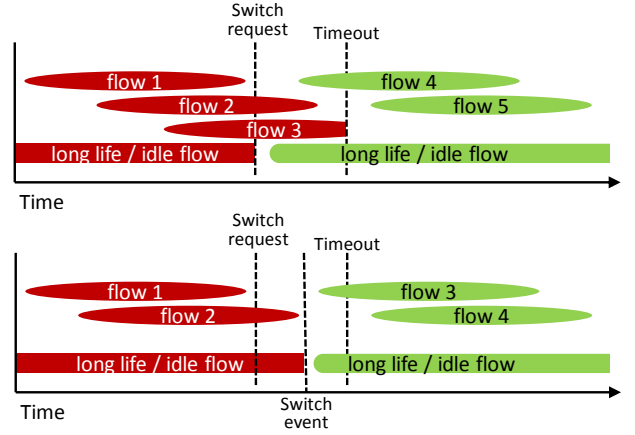 Switch
request
Timeout
flow 1
flow 4
flow 2
flow 5
flow 3
long life / idle flow
long life / idle flow
Time
Switch
request
Timeout
flow 1
flow 3
flow 2
flow 4
long life / idle flow
long life / idle flow
Time
Switch
event